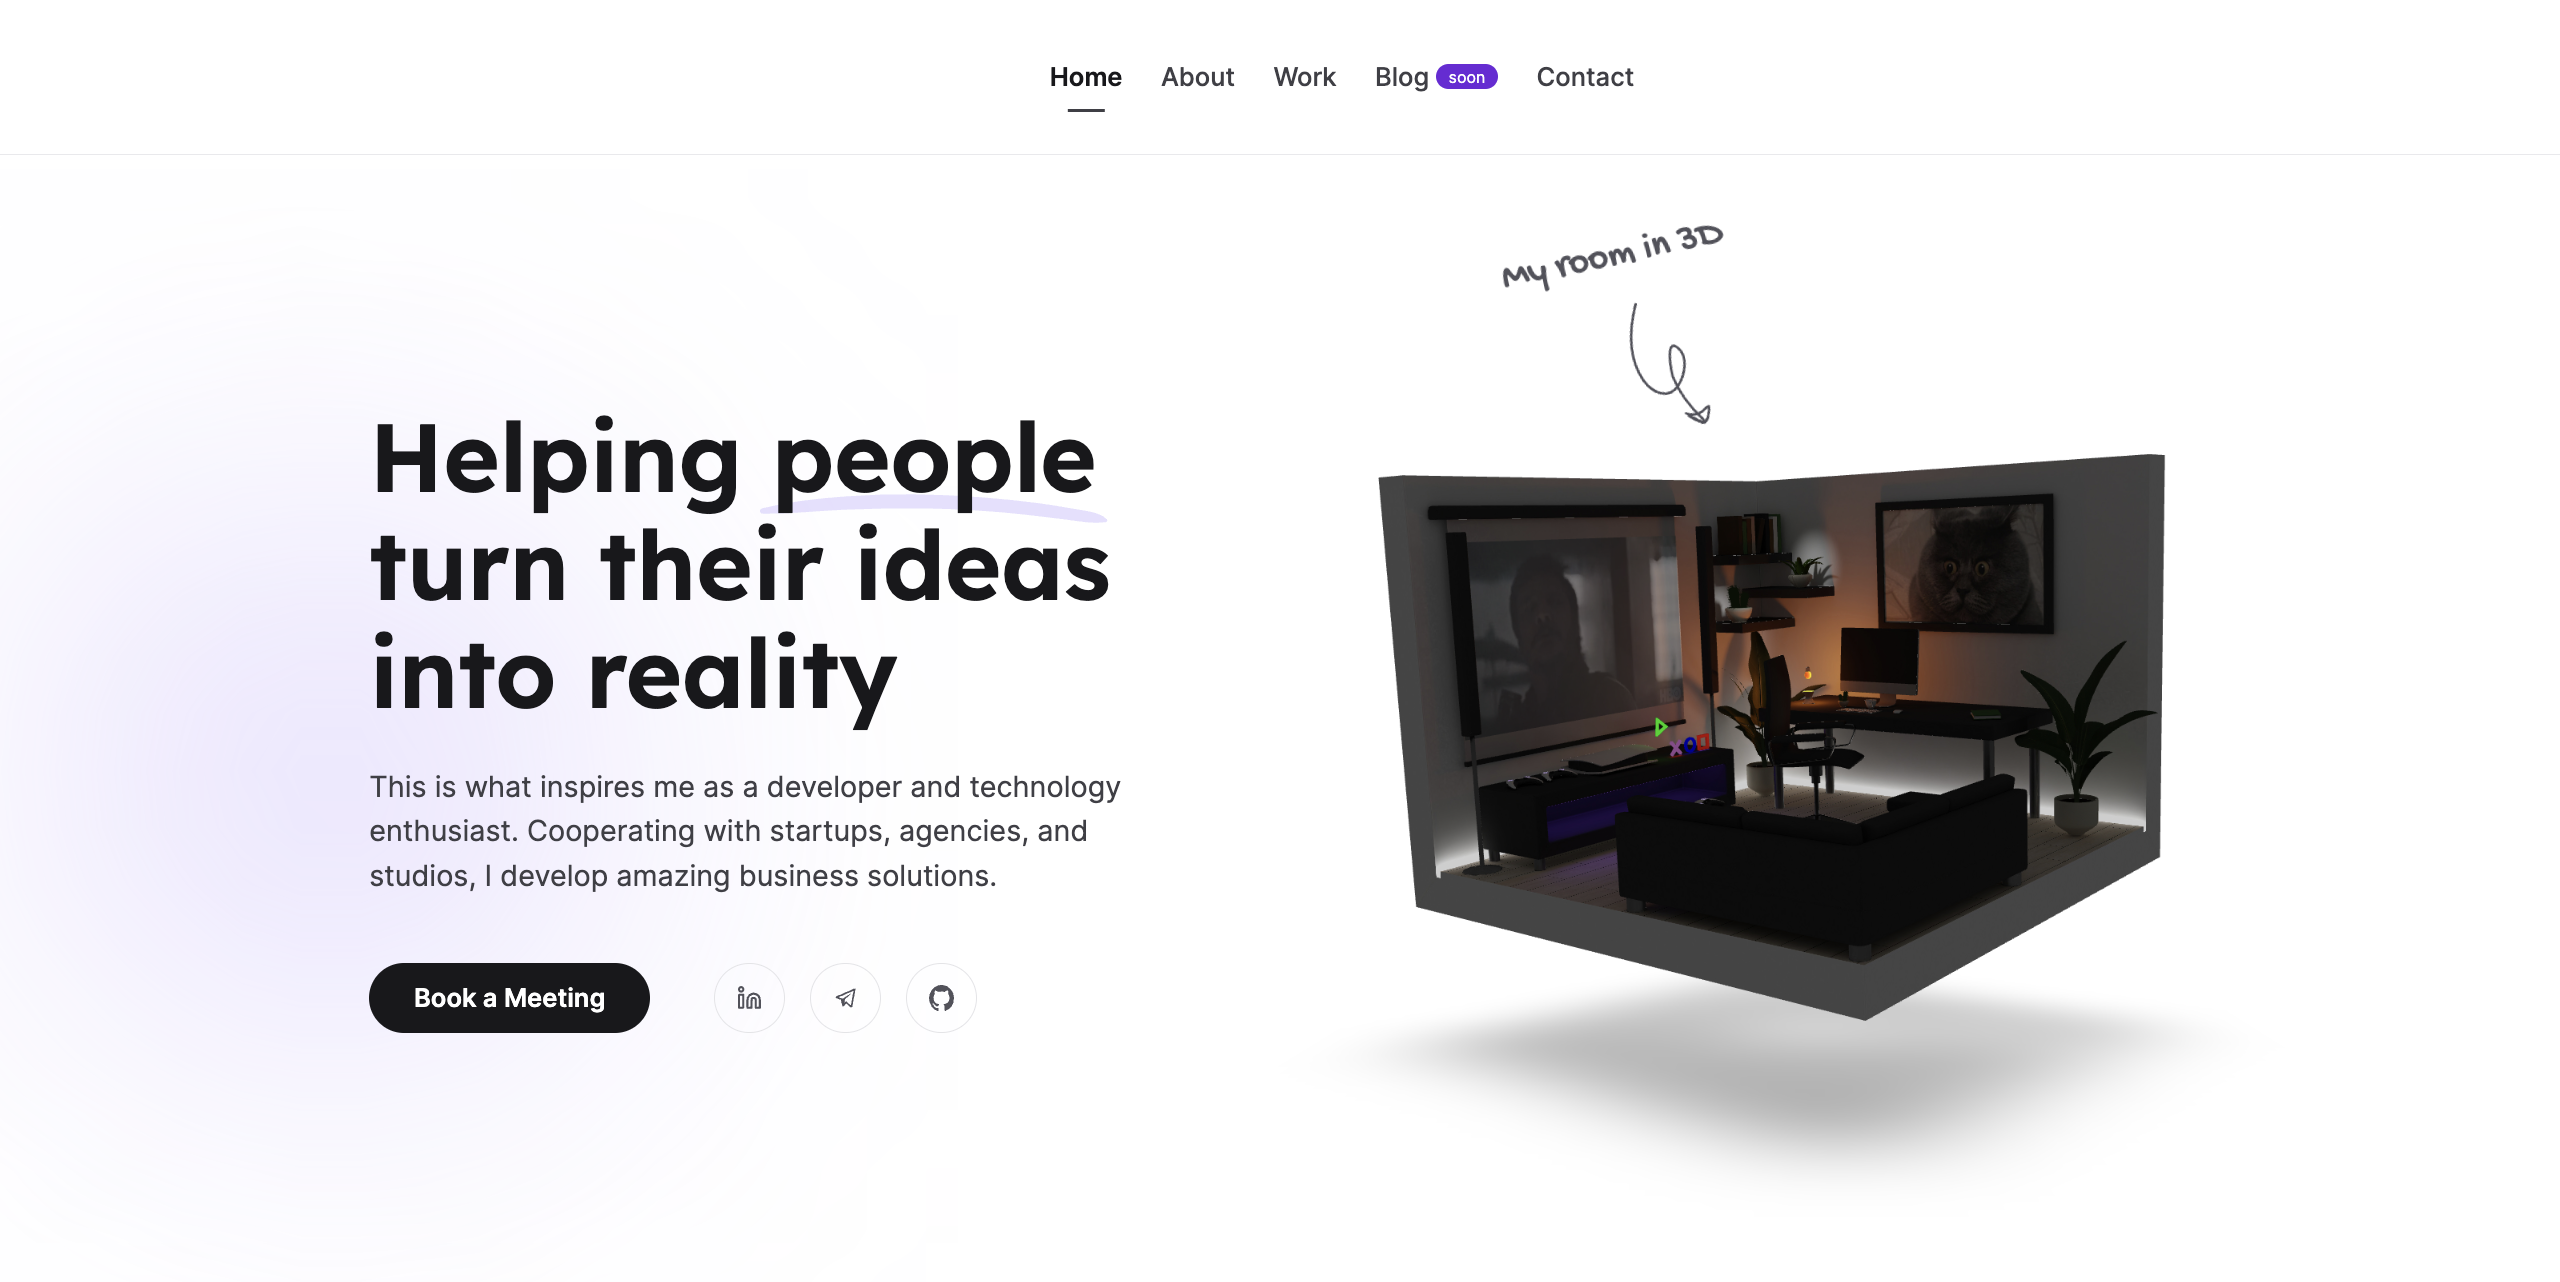 Home About Work Blog soon Contact
My room in 3D
Helping people
turn their ideas
into reality
This is what inspires me as a developer and technology
enthusiast. Cooperating with startups, agencies, and
studios, I develop amazing business solutions.
Book a Meeting